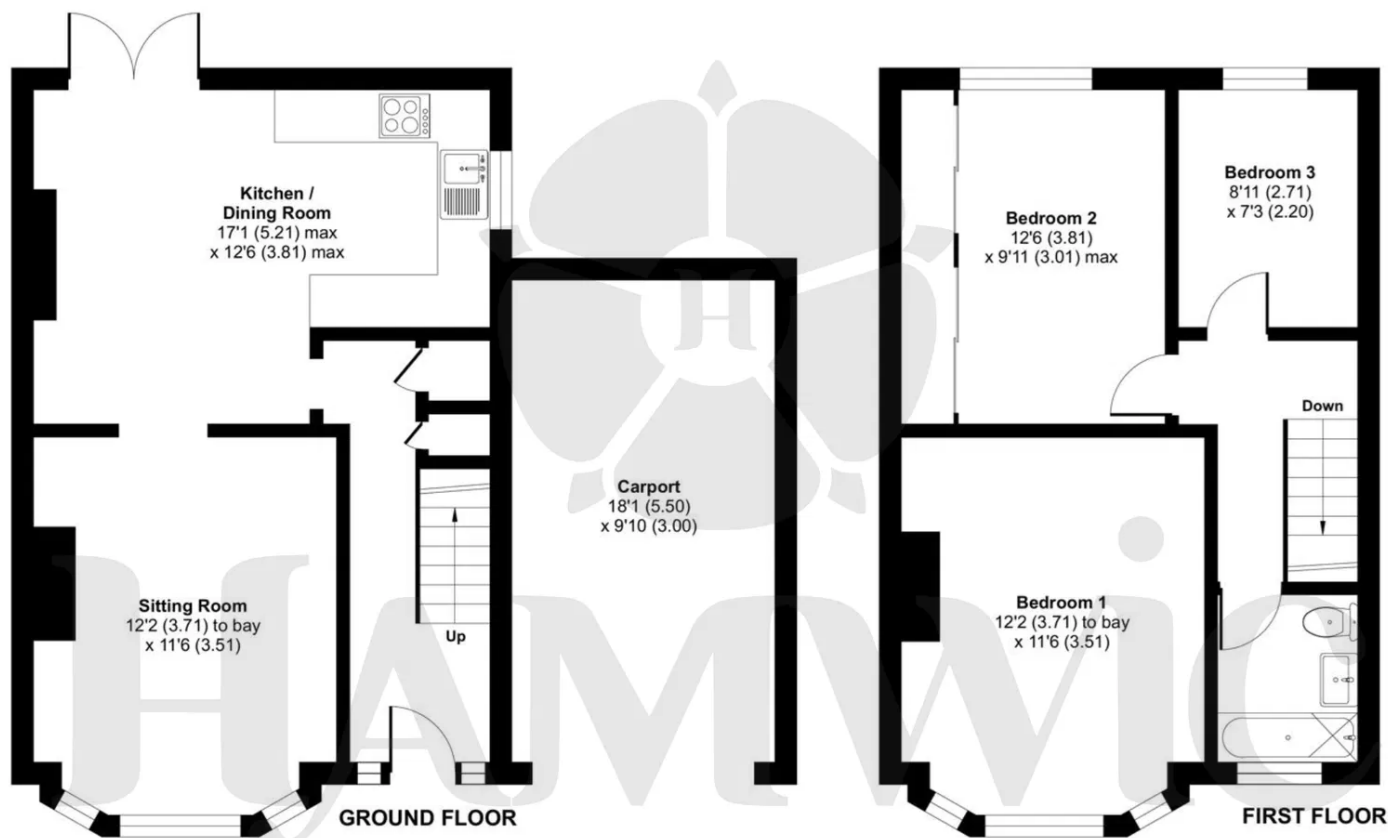 Kitchen /
Dining Room
17'1 (5.21) max
x 12'6 (3.81) max
Sitting Room
12'2 (3.71) to bay
x 11'6 (3.51)
Up
Carport
18'1 (5.50)
x 9'10 (3.00)
GROUND FLOOR
Bedroom 2
12'6 (3.81)
x 9'11 (3.01) max
Bedroom 3
8'11 (2.71)
x 7'3 (2.20)
Down
Bedroom 1
12'2 (3.71) to bay
x 11'6 (3.51)
FIRST FLOOR
H
HAMWIC